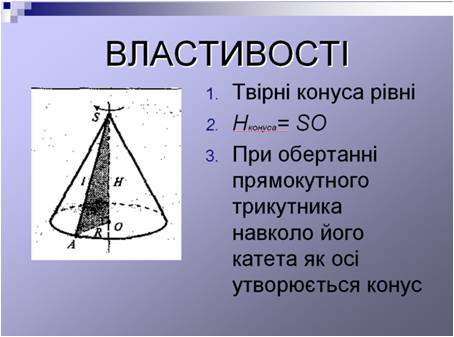 ВЛАСТИВОСТІ
1. Твірні конуса рівні
2. Hконуса= SO
3. При обертанні
прямокутного
трикутника
навколо його
катета як осі
утворюється конус
S
l
H
O
R
A